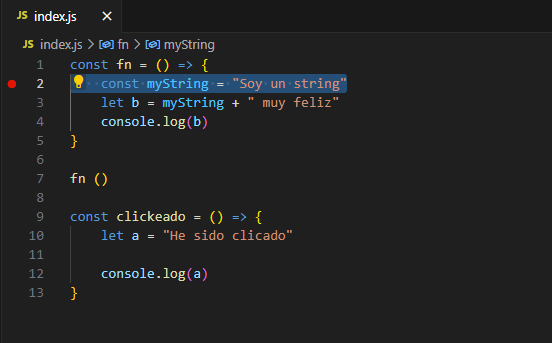 JS index.js ×
JS index.js > fn > myString
1 const fn = () => {
2 const myString = "Soy un string"
3 let b = myString + " muy feliz"
4 console.log(b)
5 }
6
7 fn ()
8
9 const clickeado = () => {
10 let a = "He sido clicado"
11
12 console.log(a)
13 }